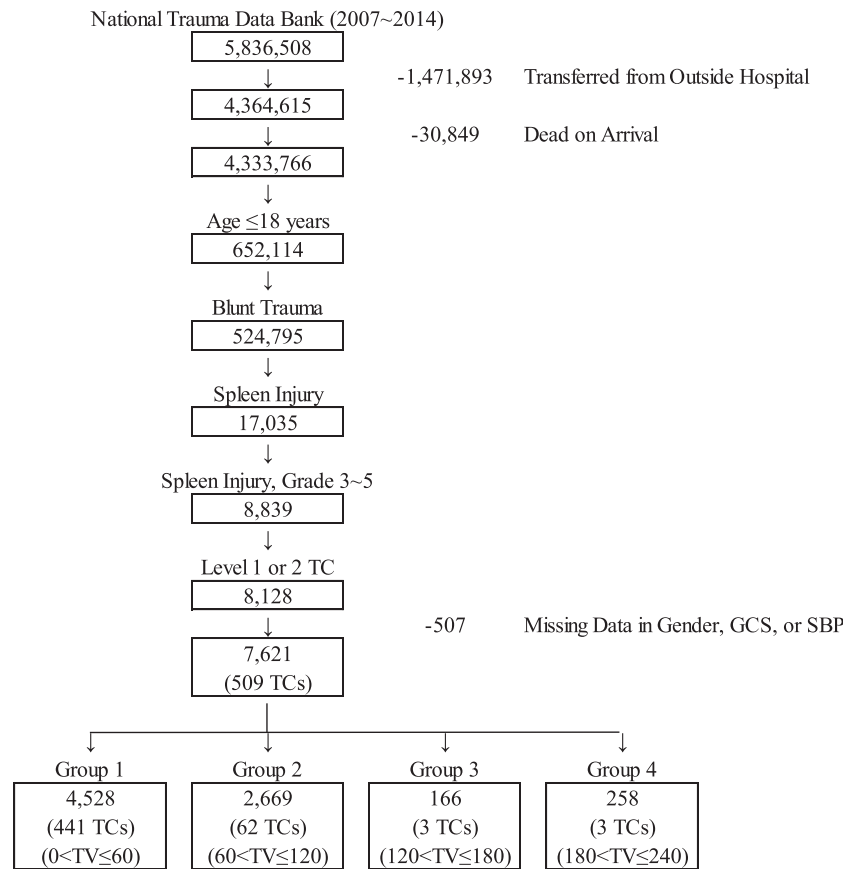 National Trauma Data Bank (2007~2014)
5,836,508
↓
-1,471,893 Transferred from Outside Hospital
4,364,615
↓
-30,849 Dead on Arrival
4,333,766
↓
Age ≤18 years
652,114
↓
Blunt Trauma
524,795
↓
Spleen Injury
17,035
↓
Spleen Injury, Grade 3~5
8,839
↓
Level 1 or 2 TC
8,128
↓
-507 Missing Data in Gender, GCS, or SBP
7,621
(509 TCs)
↓ ↓ ↓ ↓
Group 1 Group 2 Group 3 Group 4
4,528 2,669 166 258
(441 TCs) (62 TCs) (3 TCs) (3 TCs)
(0<TV≤60) (60<TV≤120) (120<TV≤180) (180<TV≤240)